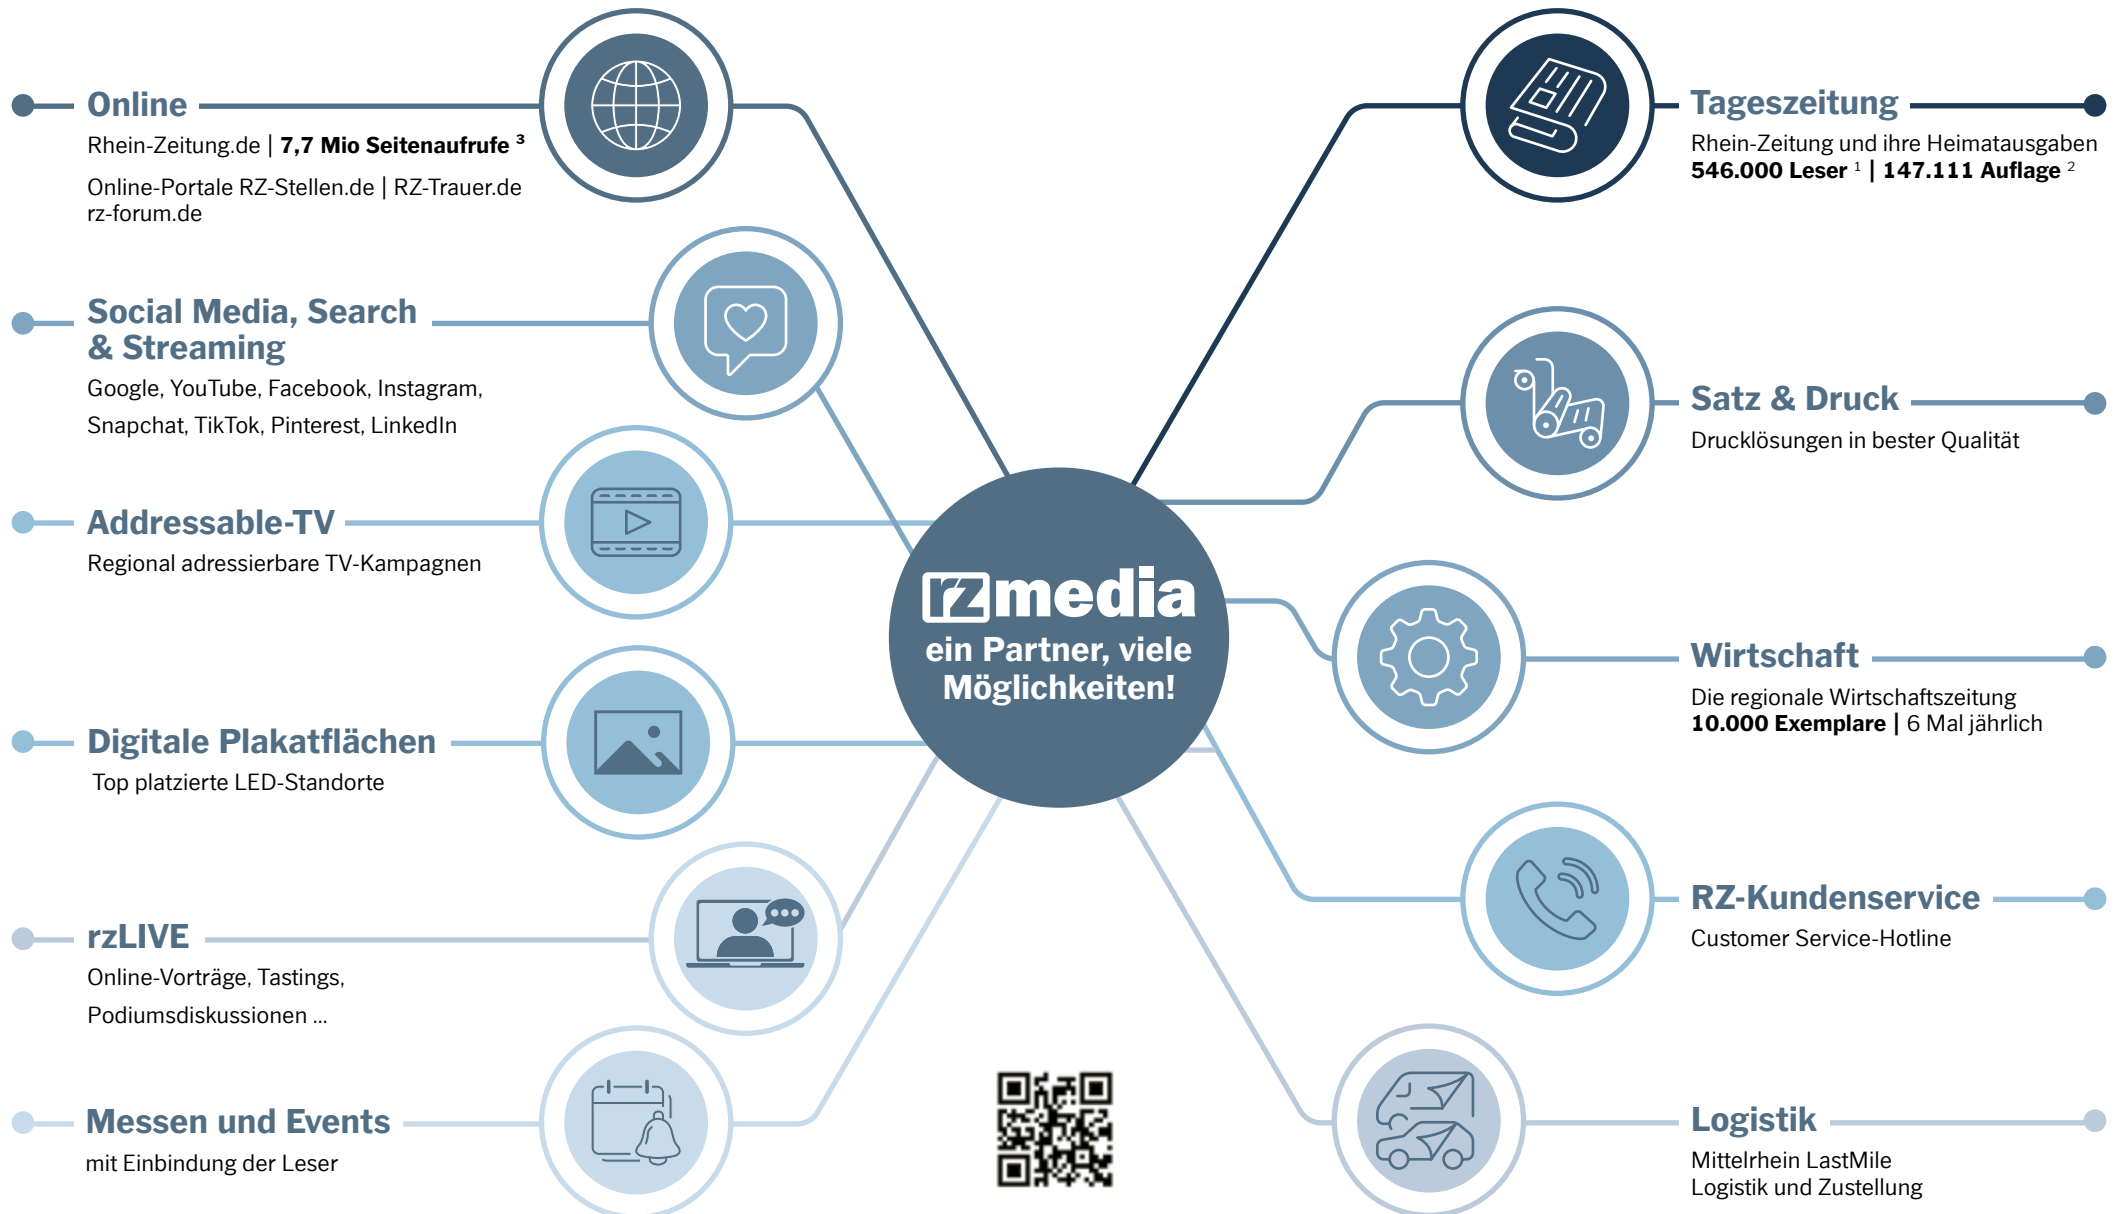 Online
Rhein-Zeitung.de | 7,7 Mio Seitenaufrufe ³
Online-Portale RZ-Stellen.de | RZ-Trauer.de
rz-forum.de
Social Media, Search
& Streaming
Google, YouTube, Facebook, Instagram,
Snapchat, TikTok, Pinterest, LinkedIn
Addressable-TV
Regional adressierbare TV-Kampagnen
Digitale Plakatflächen
Top platzierte LED-Standorte
rzLIVE
Online-Vorträge, Tastings,
Podiumsdiskussionen ...
Messen und Events
mit Einbindung der Leser
rzmedia
ein Partner, viele
Möglichkeiten!
Tageszeitung
Rhein-Zeitung und ihre Heimatausgaben
546.000 Leser ¹ | 147.111 Auflage ²
Satz & Druck
Drucklösungen in bester Qualität
Wirtschaft
Die regionale Wirtschaftszeitung
10.000 Exemplare | 6 Mal jährlich
RZ-Kundenservice
Customer Service-Hotline
Logistik
Mittelrhein LastMile
Logistik und Zustellung